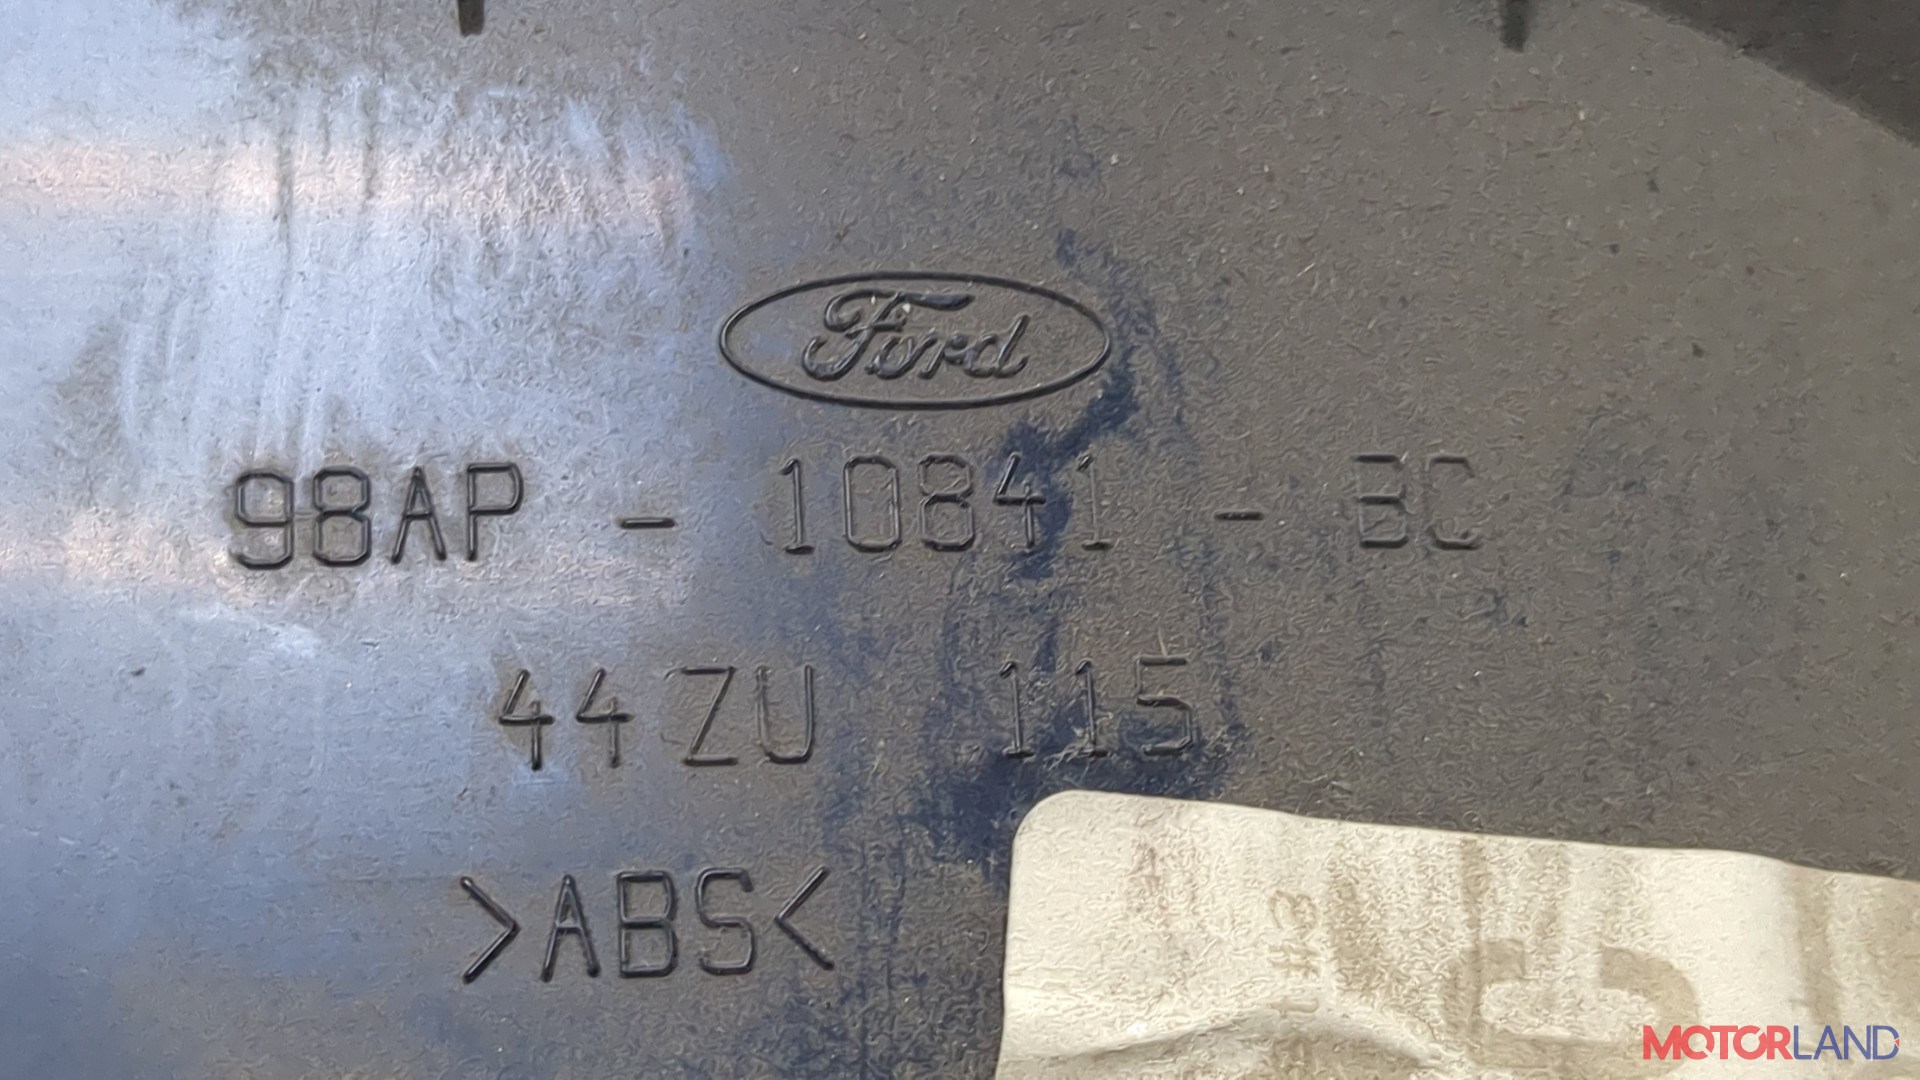 Ford
98AP - 10841 - BC
44ZU 115
>ABS<
MOTORLAND